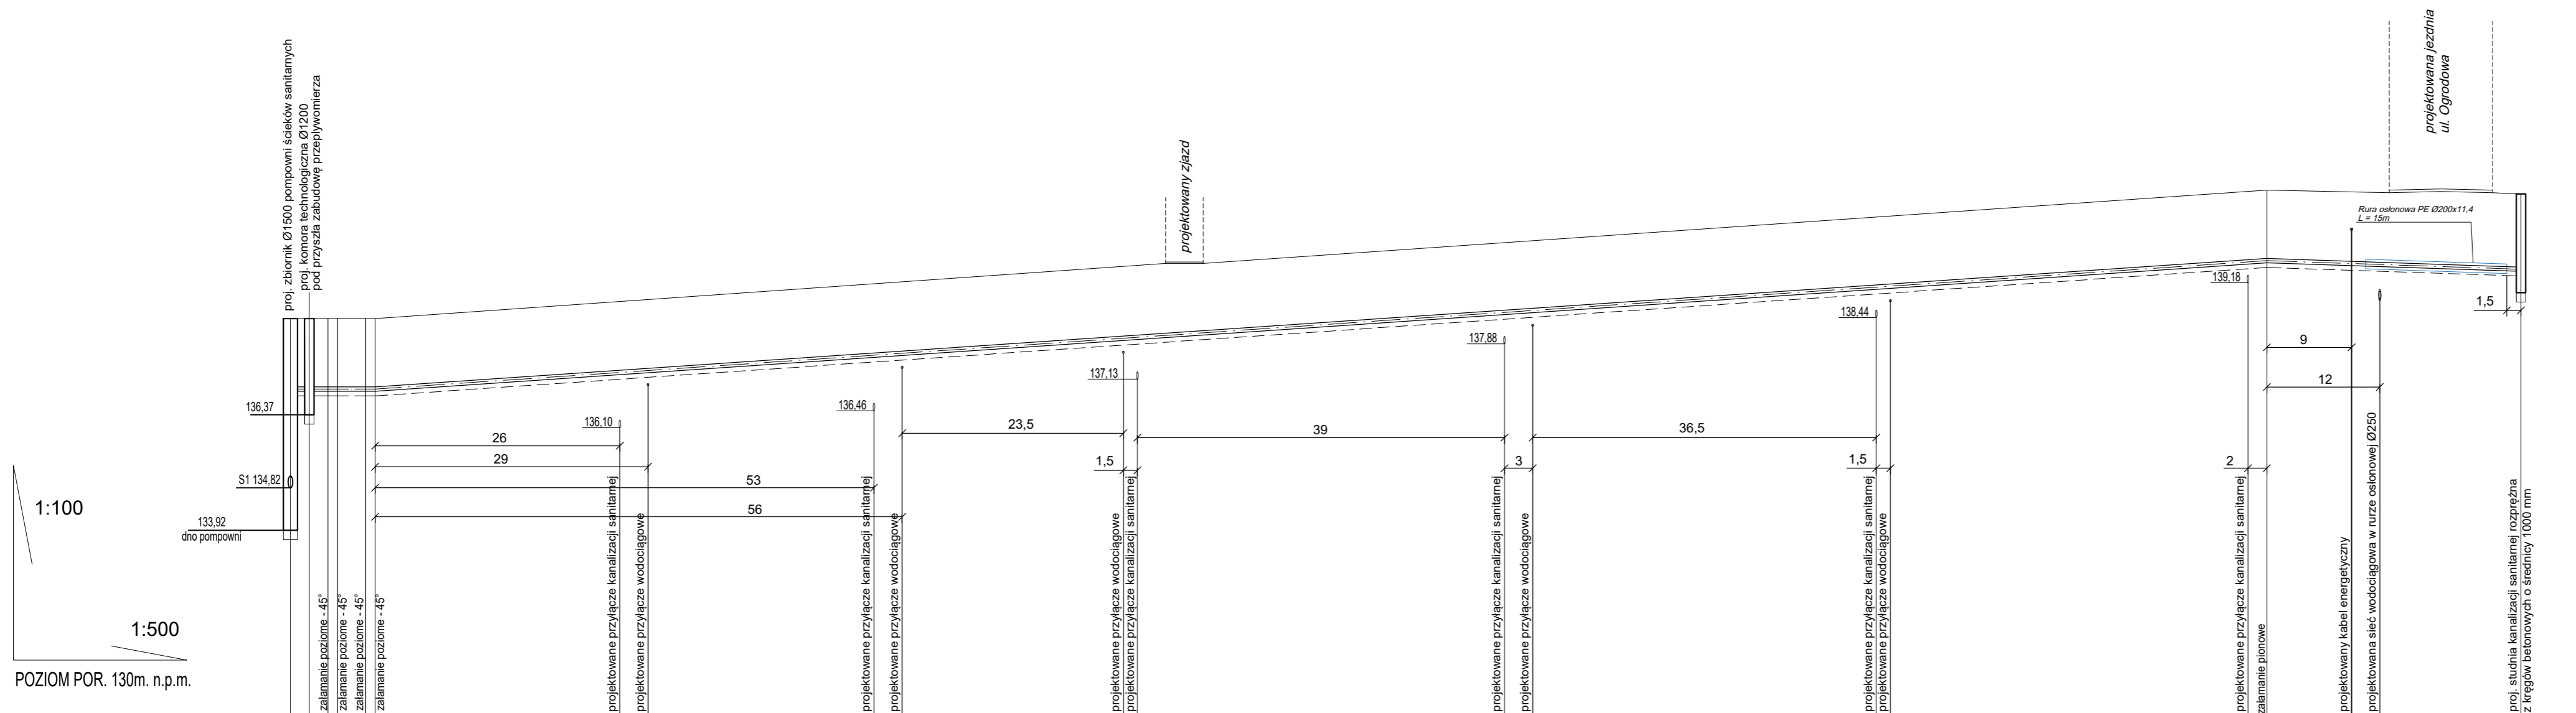 proj. zbiornik Ø1500 pompowni ścieków sanitarnych
proj. komora technologiczna Ø1200
pod przyszła zabudowę przepływomierza
projektowany zjazd
projektowana jezdnia
ul. Ogrodowa
Rura osłonowa PE Ø200x11,4
L = 15m
136,37
S1 134,82
133,92
dno pompowni
136,10
136,46
137,13
137,88
138,44
139,18
26
29
53
56
23,5
1,5
39
3
36,5
1,5
2
9
12
1,5
1:100
1:500
POZIOM POR. 130m. n.p.m.
załamanie poziome - 45°
załamanie poziome - 45°
załamanie poziome - 45°
załamanie poziome - 45°
projektowane przyłącze kanalizacji sanitarnej
projektowane przyłącze wodociągowe
projektowane przyłącze kanalizacji sanitarnej
projektowane przyłącze wodociągowe
projektowane przyłącze wodociągowe
projektowane przyłącze kanalizacji sanitarnej
projektowane przyłącze kanalizacji sanitarnej
projektowane przyłącze wodociągowe
projektowane przyłącze kanalizacji sanitarnej
projektowane przyłącze wodociągowe
projektowane przyłącze kanalizacji sanitarnej
załamanie pionowe
projektowany kabel energetyczny
projektowana sieć wodociągowa w rurze osłonowej Ø250
proj. studnia kanalizacji sanitarnej rozprężna
z kręgów betonowych o średnicy 1000 mm